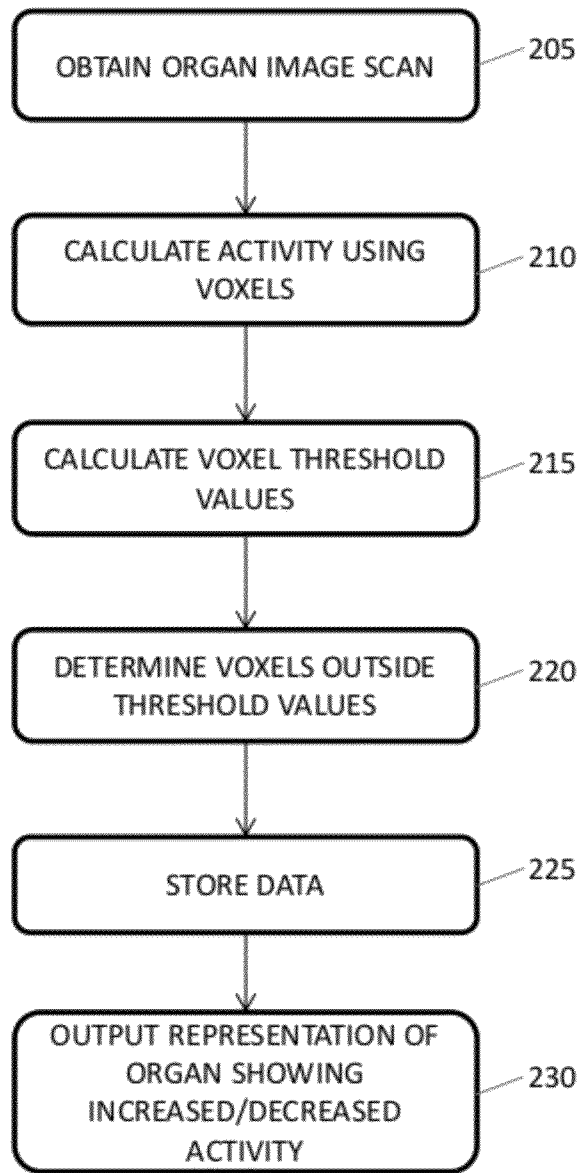 OBTAIN ORGAN IMAGE SCAN
205
CALCULATE ACTIVITY USING
VOXELS
210
CALCULATE VOXEL THRESHOLD
VALUES
215
DETERMINE VOXELS OUTSIDE
THRESHOLD VALUES
220
STORE DATA
225
OUTPUT REPRESENTATION OF
ORGAN SHOWING
INCREASED/DECREASED
ACTIVITY
230